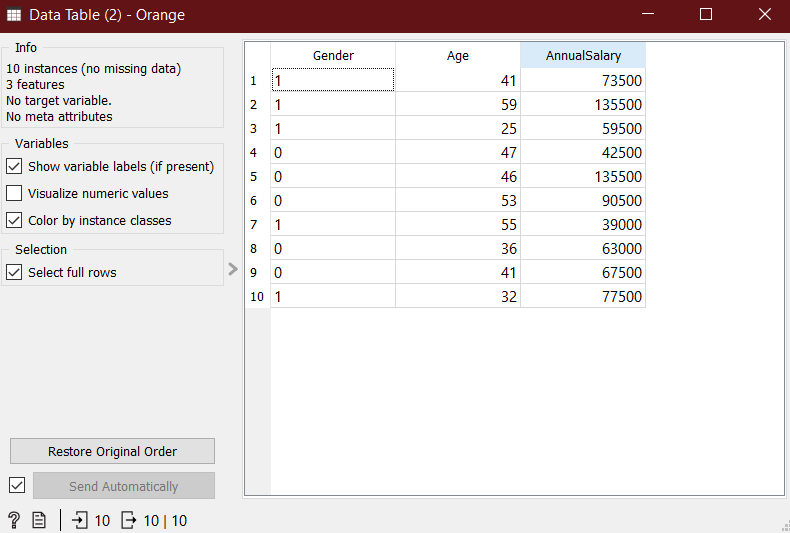 Data Table (2) - Orange
Info
10 instances (no missing data)
3 features
No target variable.
No meta attributes
Variables
Show variable labels (if present)
Visualize numeric values
Color by instance classes
Selection
Select full rows
Restore Original Order
Send Automatically
? 10 10 | 10
Gender Age AnnualSalary
1 1 41 73500
2 1 59 135500
3 1 25 59500
4 0 47 42500
5 0 46 135500
6 0 53 90500
7 1 55 39000
8 0 36 63000
9 0 41 67500
10 1 32 77500